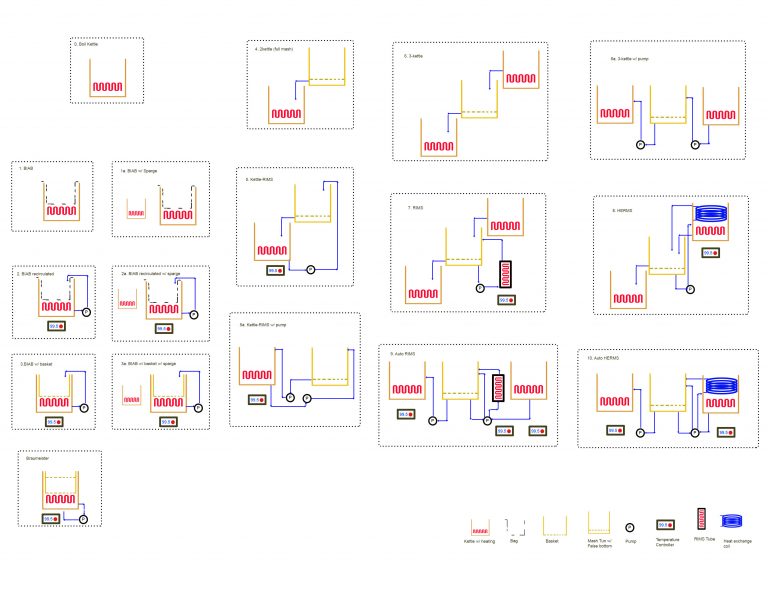 0. Boil Kettle
4. 2kettle (full mash)
5. 3-kettle
5a. 3-kettle w/ pump
P
P
1. BIAB
1a. BIAB w/ Sparge
6. Kettle-RIMS
99.5
P
7. RIMS
P
99.5
8. HERMS
99.5
P
2. BIAB recirculated
P
99.5
2a. BIAB recirculated w/ sparge
P
99.5
3.BIAB w/ basket
P
99.5
3a. BIAB w/ basket w/ sparge
P
99.5
6a. Kettle-RIMS w/ pump
99.5
P
P
9. Auto RIMS
99.5
P
P
99.5
99.5
10. Auto HERMS
99.5
P
P
99.5
Braumeister
99.5
P
Kettle w/ heating
Bag
Basket
Mash Tun w/
False bottom
P
Pump
99.5
Temperature
Controller
RIMS Tube
Heat exchange
coil